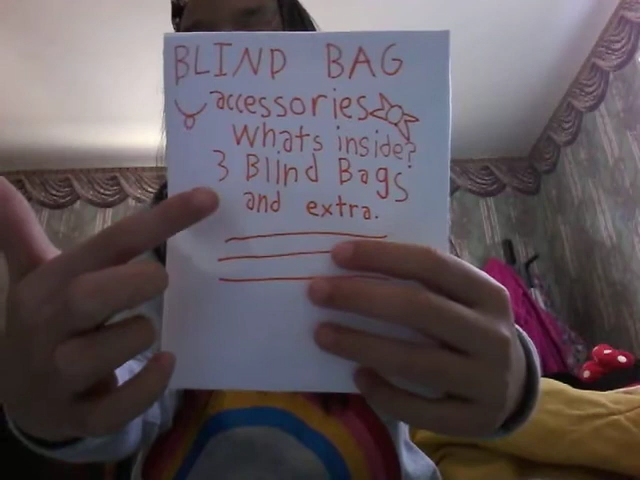 BLIND BAG
accessories
Whats inside?
3 Blind Bags
and extra.